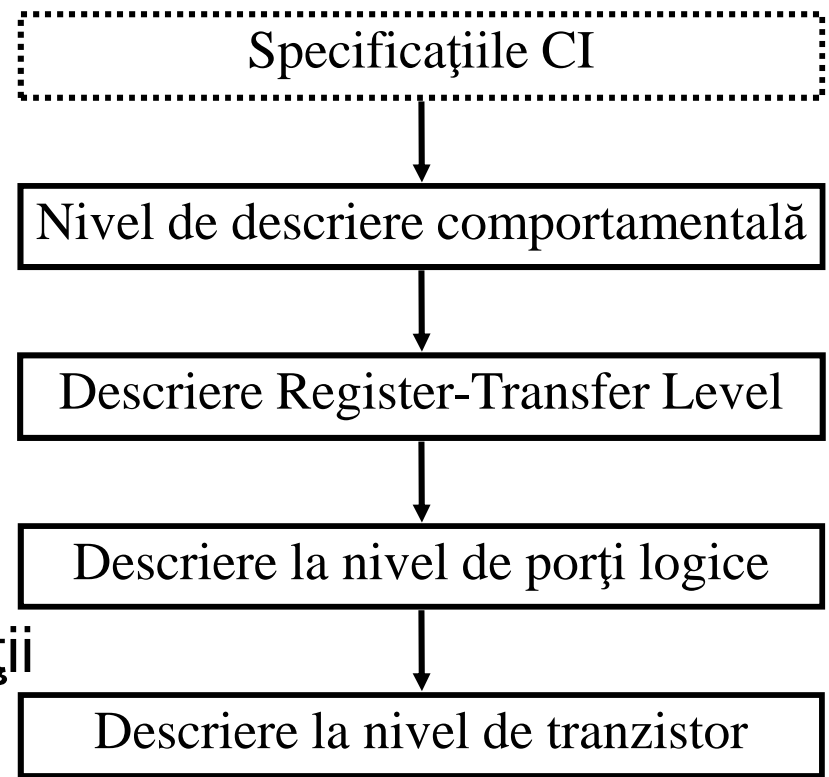 Specificaţiile CI
Nivel de descriere comportamentală
Descriere Register-Transfer Level
Descriere la nivel de porţi logice
ţii
Descriere la nivel de tranzistor